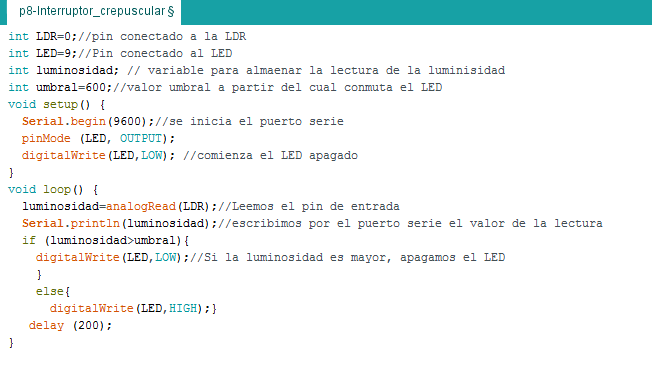 p8-Interruptor_crepuscular §
int LDR=0;//pin conectado a la LDR
int LED=9;//Pin conectado al LED
int luminosidad; // variable para almaenar la lectura de la luminisidad
int umbral=600;//valor umbral a partir del cual conmuta el LED
void setup() {
  Serial.begin(9600);//se inicia el puerto serie
  pinMode (LED, OUTPUT);
  digitalWrite(LED,LOW); //comienza el LED apagado
}
void loop() {
  luminosidad=analogRead(LDR);//Leemos el pin de entrada
  Serial.println(luminosidad);//escribimos por el puerto serie el valor de la lectura
  if (luminosidad>umbral){
    digitalWrite(LED,LOW);//Si la luminosidad es mayor, apagamos el LED
    }
    else{
      digitalWrite(LED,HIGH);}
   delay (200);
}